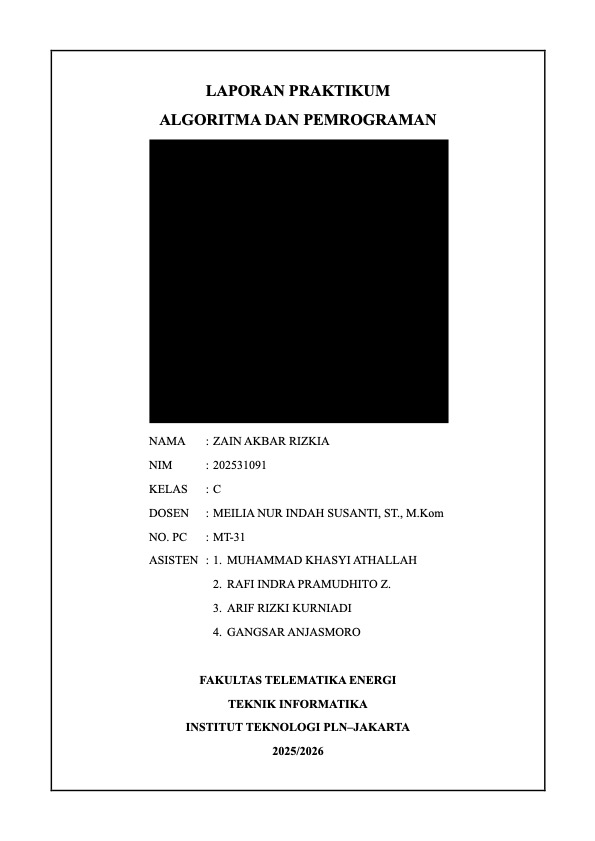 LAPORAN PRAKTIKUM
ALGORITMA DAN PEMROGRAMAN
NAMA : ZAIN AKBAR RIZKIA
NIM : 202531091
KELAS : C
DOSEN : MEILIA NUR INDAH SUSANTI, ST., M.Kom
NO. PC : MT-31
ASISTEN : 1. MUHAMMAD KHASYI ATHALLAH
2. RAFI INDRA PRAMUDHITO Z.
3. ARIF RIZKI KURNIADI
4. GANGSAR ANJASMORO
FAKULTAS TELEMATIKA ENERGI
TEKNIK INFORMATIKA
INSTITUT TEKNOLOGI PLN–JAKARTA
2025/2026